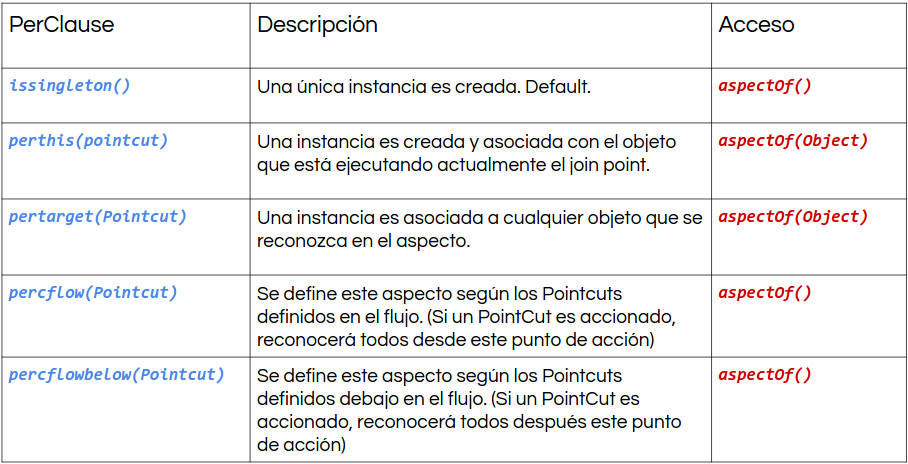 PerClause Descripción Acceso
issingleton() Una única instancia es creada. Default. aspectOf()
perthis(pointcut) Una instancia es creada y asociada con el objeto aspectOf(Object)
que está ejecutando actualmente el join point.
pertarget(Pointcut) Una instancia es asociada a cualquier objeto que se aspectOf(Object)
reconozca en el aspecto.
percflow(Pointcut) Se define este aspecto según los Pointcuts aspectOf()
definidos en el flujo. (Si un PointCut es accionado,
reconocerá todos desde este punto de acción)
percflowbelow(Pointcut) Se define este aspecto según los Pointcuts aspectOf()
definidos debajo en el flujo. (Si un PointCut es
accionado, reconocerá todos después este punto
de acción)